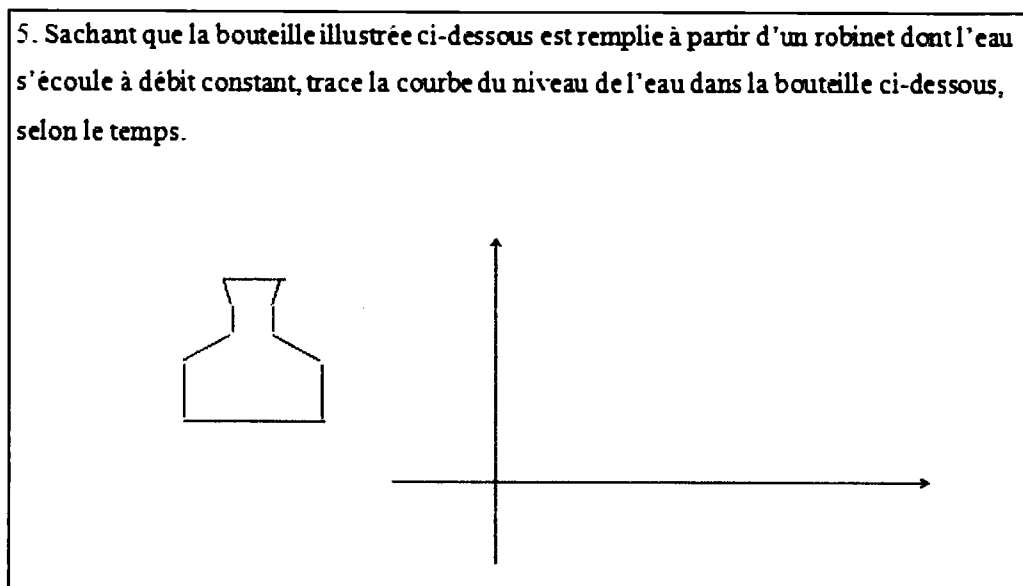 5. Sachant que la bouteille illustrée ci-dessous est remplie à partir d'un robinet dont l'eau
s'écoule à débit constant, trace la courbe du niveau de l'eau dans la bouteille ci-dessous,
selon le temps.